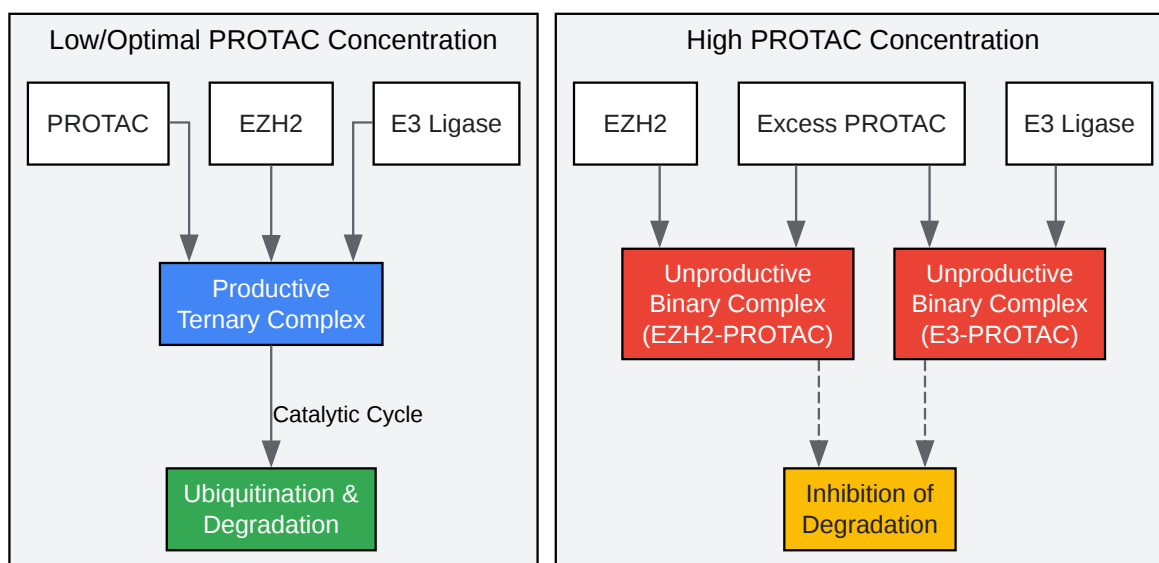 Low/Optimal PROTAC Concentration
PROTAC
EZH2
E3 Ligase
Productive
Ternary Complex
Catalytic Cycle
Ubiquitination &
Degradation
High PROTAC Concentration
EZH2
Excess PROTAC
E3 Ligase
Unproductive
Binary Complex
(EZH2-PROTAC)
Unproductive
Binary Complex
(E3-PROTAC)
Inhibition of
Degradation